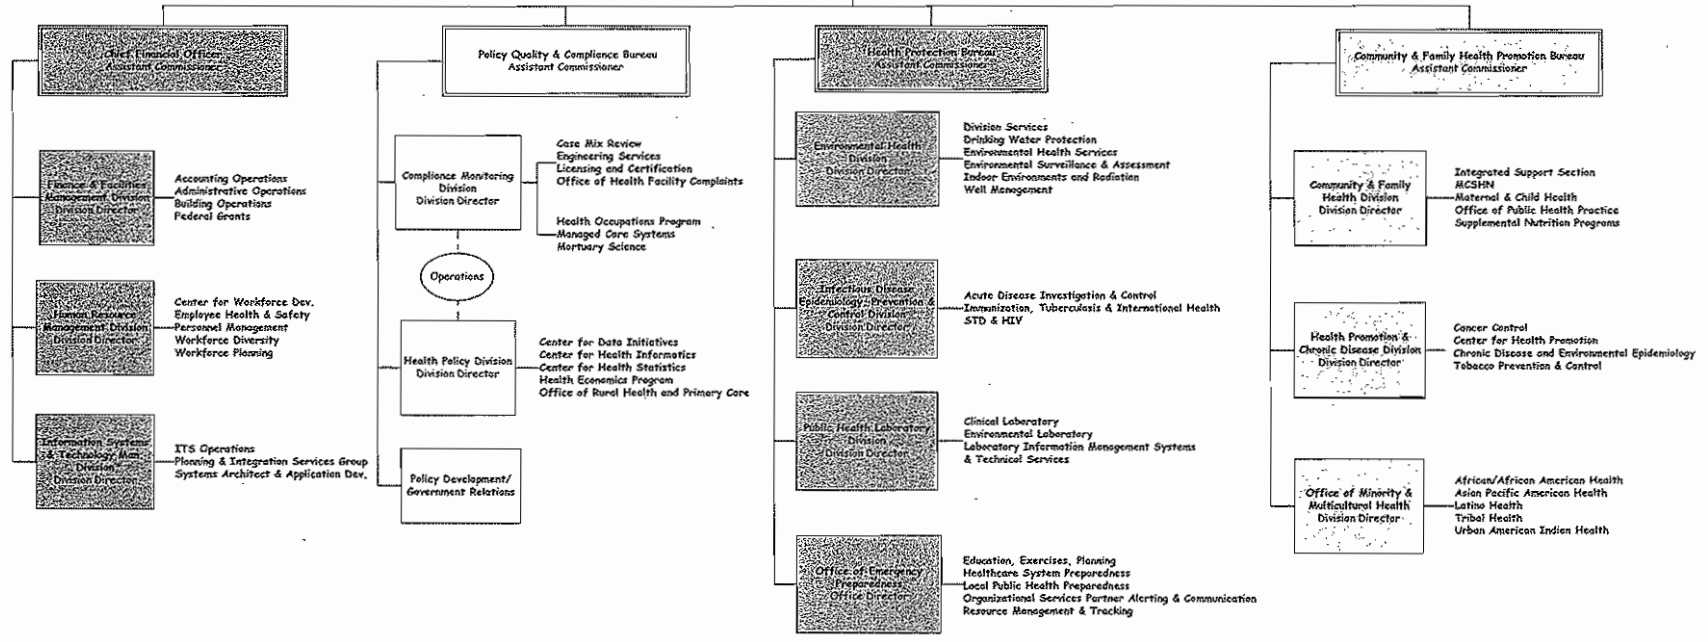 Chief Financial Officer
Assistant Commissioner
Finance & Facilities
Management Division
Division Director
Accounting Operations
Administrative Operations
Building Operations
Federal Grants
Human Resource
Management Division
Division Director
Center for Workforce Dev.
Employee Health & Safety
Personnel Management
Workforce Diversity
Workforce Planning
Information Systems
& Technology Man.
Division
Division Director
ITS Operations
Planning & Integration Services Group
Systems Architect & Application Dev.
Policy Quality & Compliance Bureau
Assistant Commissioner
Compliance Monitoring
Division
Division Director
Case Mix Review
Engineering Services
Licensing and Certification
Office of Health Facility Complaints
Health Occupations Program
Managed Care Systems
Mortuary Science
Operations
Health Policy Division
Division Director
Center for Data Initiatives
Center for Health Informatics
Center for Health Statistics
Health Economics Program
Office of Rural Health and Primary Care
Policy Development/
Government Relations
Health Protection Bureau
Assistant Commissioner
Environmental Health
Division
Division Director
Division Services
Drinking Water Protection
Environmental Health Services
Environmental Surveillance & Assessment
Indoor Environments and Radiation
Well Management
Infectious Disease
Epidemiology, Prevention &
Control Division
Division Director
Acute Disease Investigation & Control
Immunization, Tuberculosis & International Health
STD & HIV
Public Health Laboratory
Division
Division Director
Clinical Laboratory
Environmental Laboratory
Laboratory Information Management Systems
& Technical Services
Office of Emergency
Preparedness
Office Director
Education, Exercises, Planning
Healthcare System Preparedness
Local Public Health Preparedness
Organizational Services Partner Alerting & Communication
Resource Management & Tracking
Community & Family Health Promotion Bureau
Assistant Commissioner
Community & Family
Health Division
Division Director
Integrated Support Section
MCSHN
Maternal & Child Health
Office of Public Health Practice
Supplemental Nutrition Programs
Health Promotion &
Chronic Disease Division
Division Director
Cancer Control
Center for Health Promotion
Chronic Disease and Environmental Epidemiology
Tobacco Prevention & Control
Office of Minority &
Multicultural Health
Division Director
African/African American Health
Asian Pacific American Health
Latino Health
Tribal Health
Urban American Indian Health